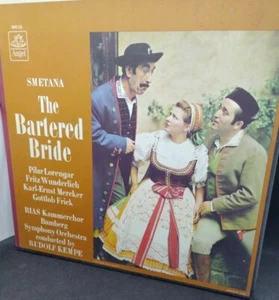 Angel
SMETANA
The
Bartered
Bride
Pilar Lorengar
Fritz Wunderlich
Karl-Ernst Mercker
Gottlob Frick
RIAS Kammerchor
Bamberg
Symphony Orchestra
conducted by
RUDOLF KEMPE